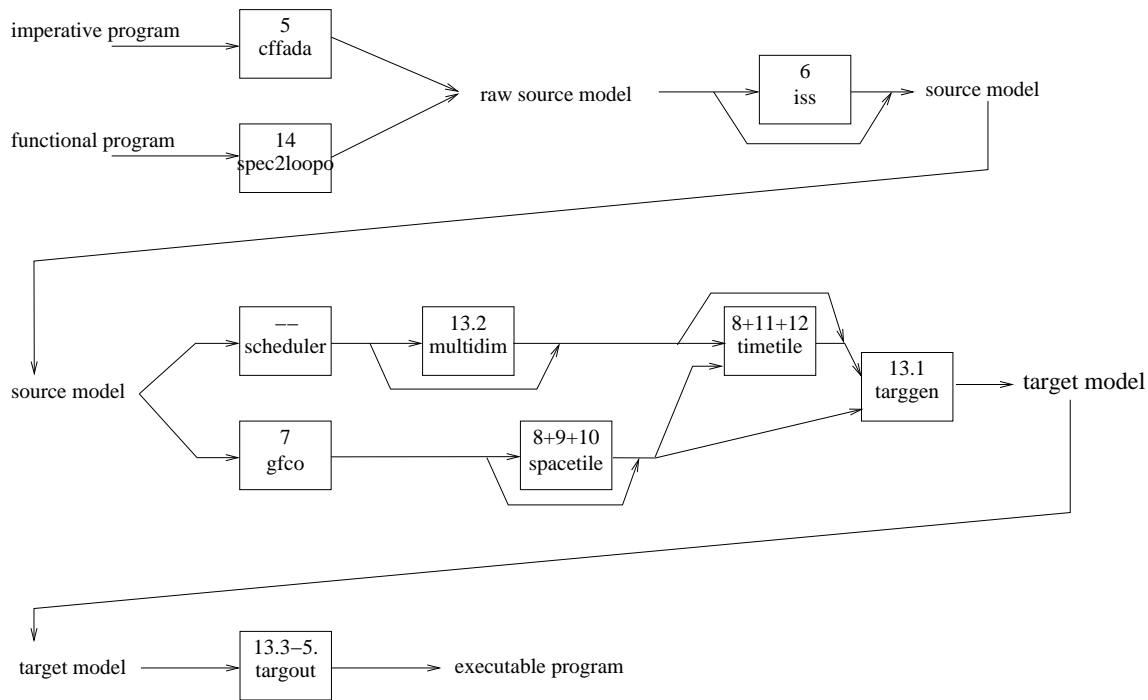 imperative program
5
cffada
functional program
14
spec2loopo
raw source model
6
iss
source model
source model
−−
scheduler
13.2
multidim
7
gfco
8+9+10
spacetile
8+11+12
timetile
13.1
targgen
target model
target model
13.3−5.
targout
executable program